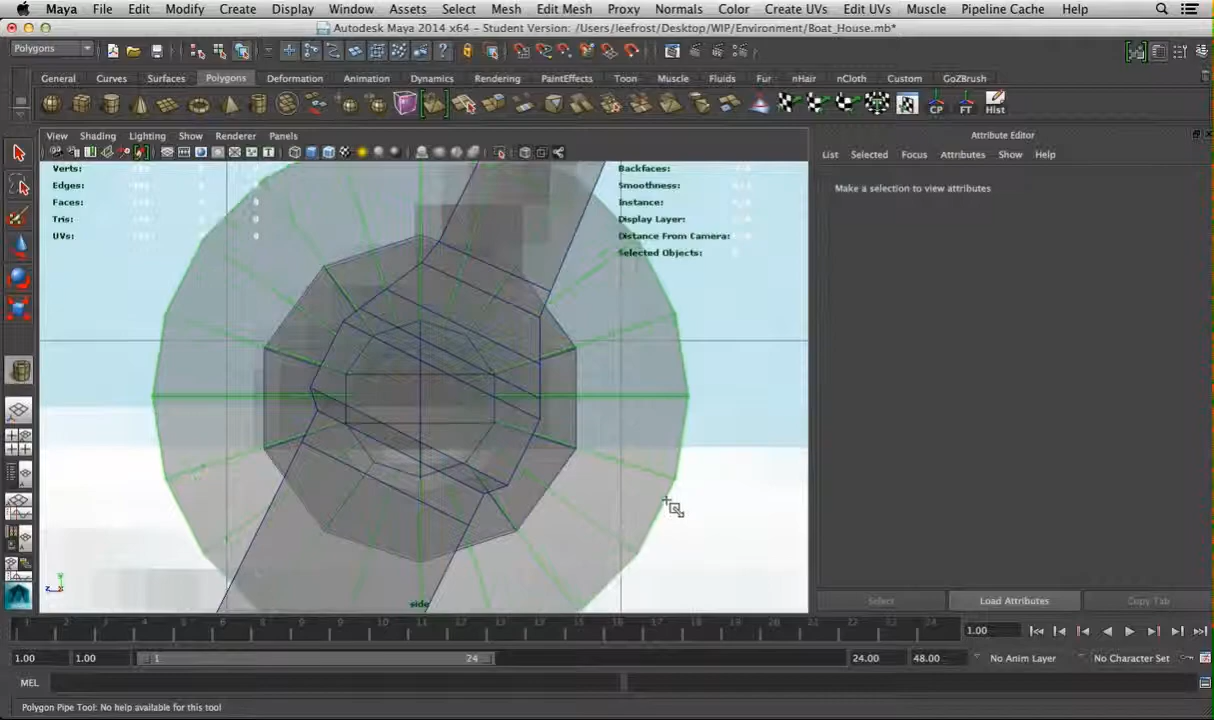 Maya File Edit Modify Create Display Window Assets Select Mesh Edit Mesh Proxy Normals Color Create UVs Edit UVs Muscle Pipeline Cache Help
Autodesk Maya 2014 x64 - Student Version: /Users/leefrost/Desktop/WIP/Environment/Boat_House.mb*
Polygons
General Curves Surfaces Polygons Deformation Animation Dynamics Rendering PaintEffects Toon Muscle Fluids Fur nHair nCloth Custom GoZBrush
CP FT Hist
View Shading Lighting Show Renderer Panels
Attribute Editor
List Selected Focus Attributes Show Help
Make a selection to view attributes
Verts:
Edges:
Faces:
Tris:
UVs:
Backfaces:
Smoothness:
Instance:
Display Layer:
Distance From Camera:
Selected Objects:
side
Select Load Attributes Copy Tab
1.00
1.00 1.00 1 24 24.00 48.00 No Anim Layer No Character Set
MEL
Polygon Pipe Tool: No help available for this tool